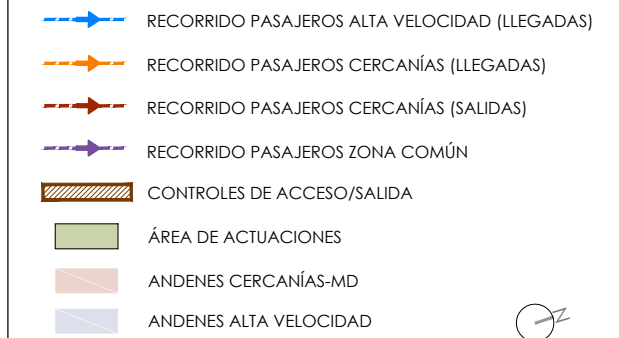 RECORRIDO PASAJEROS ALTA VELOCIDAD (LLEGADAS)
RECORRIDO PASAJEROS CERCANÍAS (LLEGADAS)
RECORRIDO PASAJEROS CERCANÍAS (SALIDAS)
RECORRIDO PASAJEROS ZONA COMÚN
CONTROLES DE ACCESO/SALIDA
ÁREA DE ACTUACIONES
ANDENES CERCANÍAS-MD
ANDENES ALTA VELOCIDAD
N